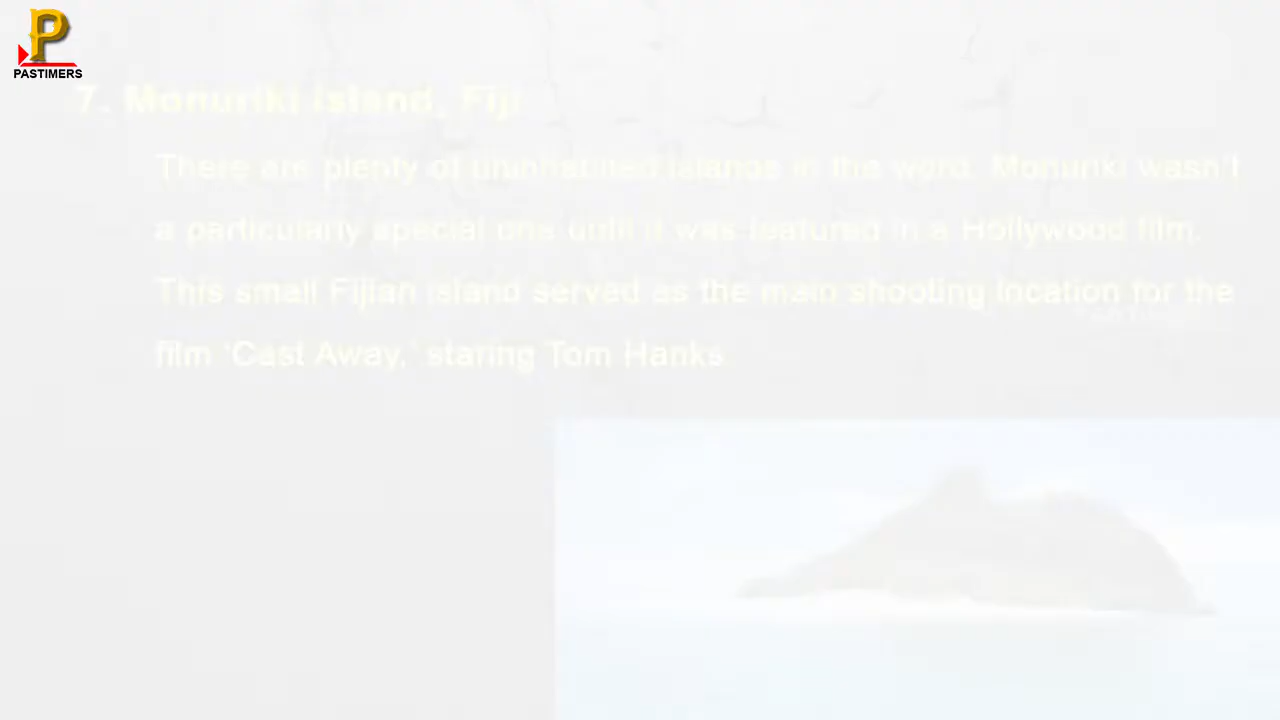 P
PASTIMERS
7. Monuriki Island, Fiji
There are plenty of uninhabited islands in the word. Monuriki wasn't
a particularly special one until it was featured in a Hollywood film.
This small Fijian island served as the main shooting location for the
film 'Cast Away,' staring Tom Hanks